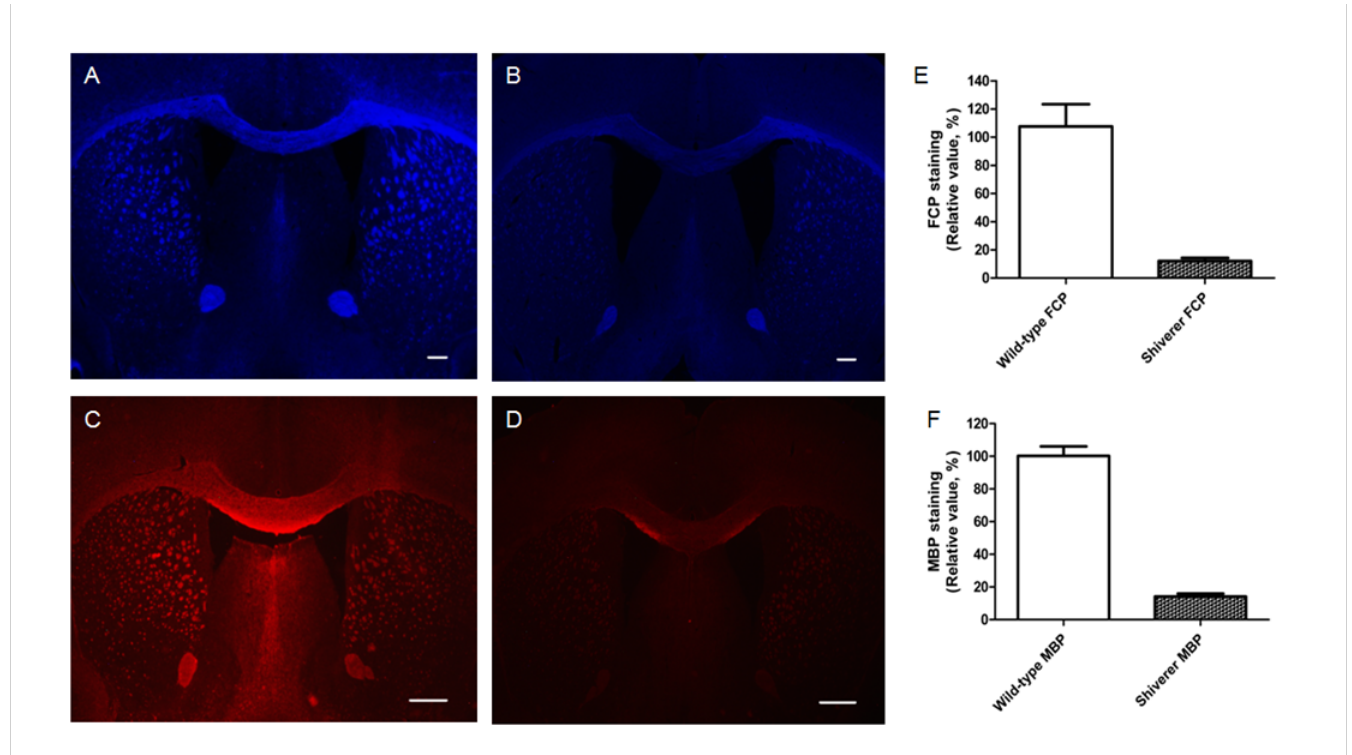 A
B
C
D
E
FCP staining
(Relative value, %)
140
120
100
80
60
40
20
0
Wild-type FCP
Shiverer FCP
F
MBP staining
(Relative value, %)
120
100
80
60
40
20
0
Wild-type MBP
Shiverer MBP